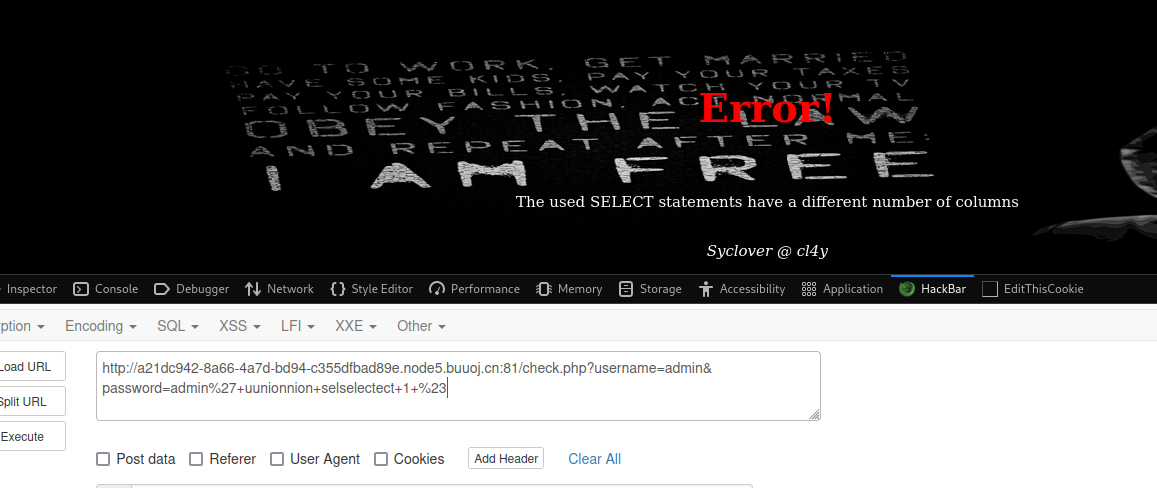 GO TO WORK. GET MARRIED
HAVE SOME KIDS. PAY YOUR TAXES
PAY YOUR BILLS. WATCH YOUR TV
FOLLOW FASHION. ACT NORMAL
Error!
OBEY THE LAW
AND REPEAT AFTER ME:
I AM FREE
The used SELECT statements have a different number of columns
Syclover @ cl4y
Inspector Console Debugger Network Style Editor Performance Memory Storage Accessibility Application HackBar EditThisCookie
ption Encoding SQL XSS LFI XXE Other
Load URL
http://a21dc942-8a66-4a7d-bd94-c355dfbad89e.node5.buuoj.cn:81/check.php?username=admin&
password=admin%27+uunionnion+selselectect+1+%23
Split URL
Execute
Post data Referer User Agent Cookies Add Header Clear All